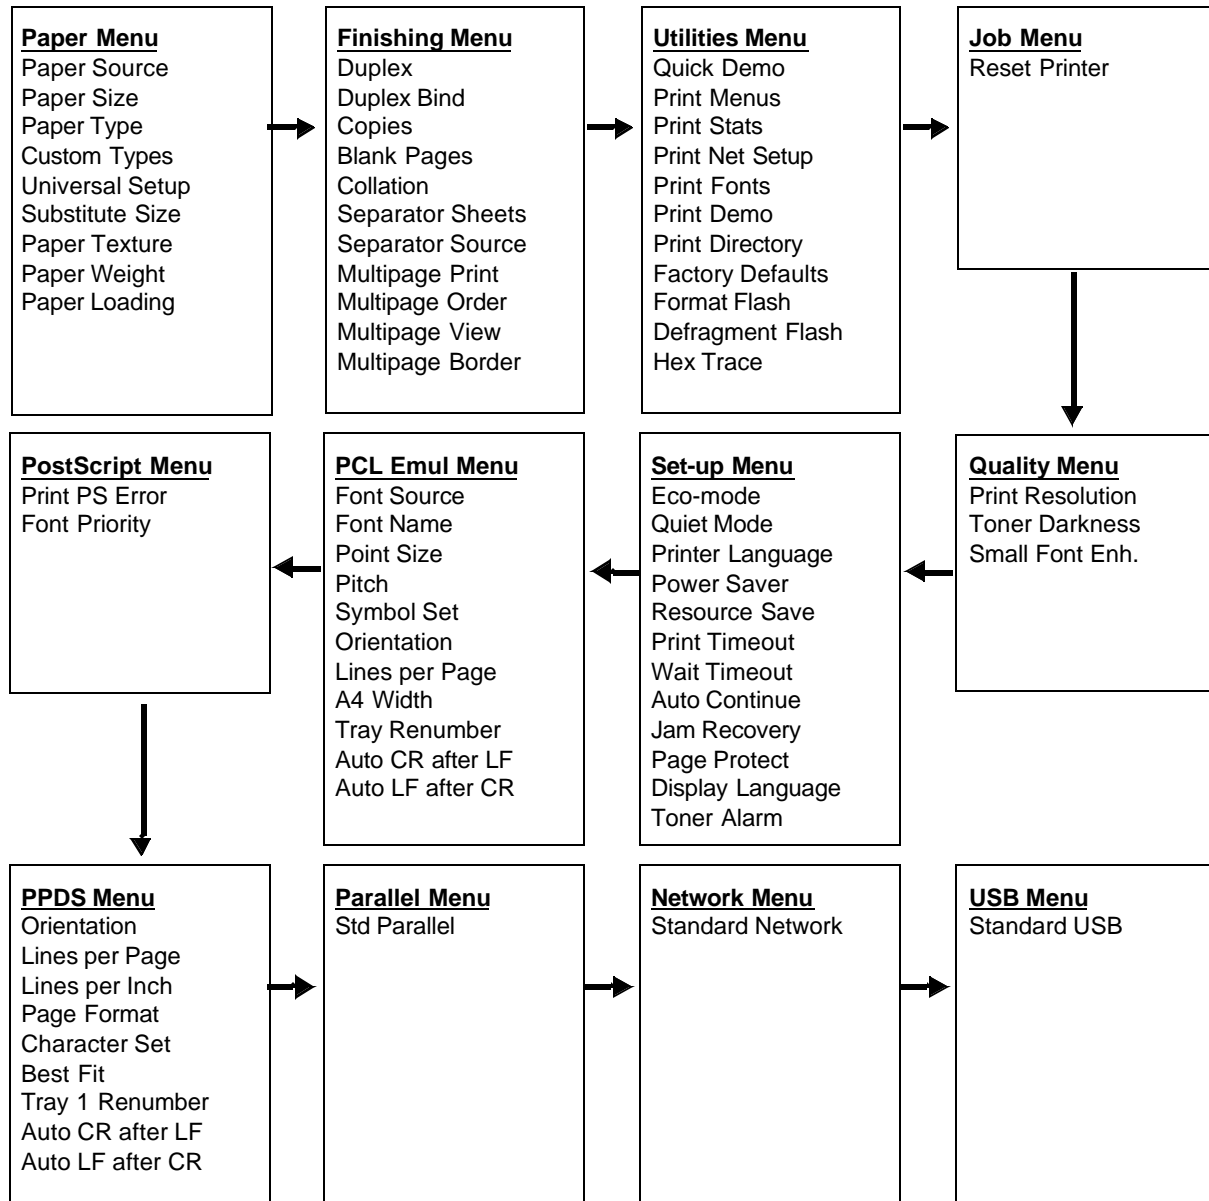 Paper Menu
Paper Source
Paper Size
Paper Type
Custom Types
Universal Setup
Substitute Size
Paper Texture
Paper Weight
Paper Loading
Finishing Menu
Duplex
Duplex Bind
Copies
Blank Pages
Collation
Separator Sheets
Separator Source
Multipage Print
Multipage Order
Multipage View
Multipage Border
Utilities Menu
Quick Demo
Print Menus
Print Stats
Print Net Setup
Print Fonts
Print Demo
Print Directory
Factory Defaults
Format Flash
Defragment Flash
Hex Trace
Job Menu
Reset Printer
PostScript Menu
Print PS Error
Font Priority
PCL Emul Menu
Font Source
Font Name
Point Size
Pitch
Symbol Set
Orientation
Lines per Page
A4 Width
Tray Renumber
Auto CR after LF
Auto LF after CR
Set-up Menu
Eco-mode
Quiet Mode
Printer Language
Power Saver
Resource Save
Print Timeout
Wait Timeout
Auto Continue
Jam Recovery
Page Protect
Display Language
Toner Alarm
Quality Menu
Print Resolution
Toner Darkness
Small Font Enh.
PPDS Menu
Orientation
Lines per Page
Lines per Inch
Page Format
Character Set
Best Fit
Tray 1 Renumber
Auto CR after LF
Auto LF after CR
Parallel Menu
Std Parallel
Network Menu
Standard Network
USB Menu
Standard USB